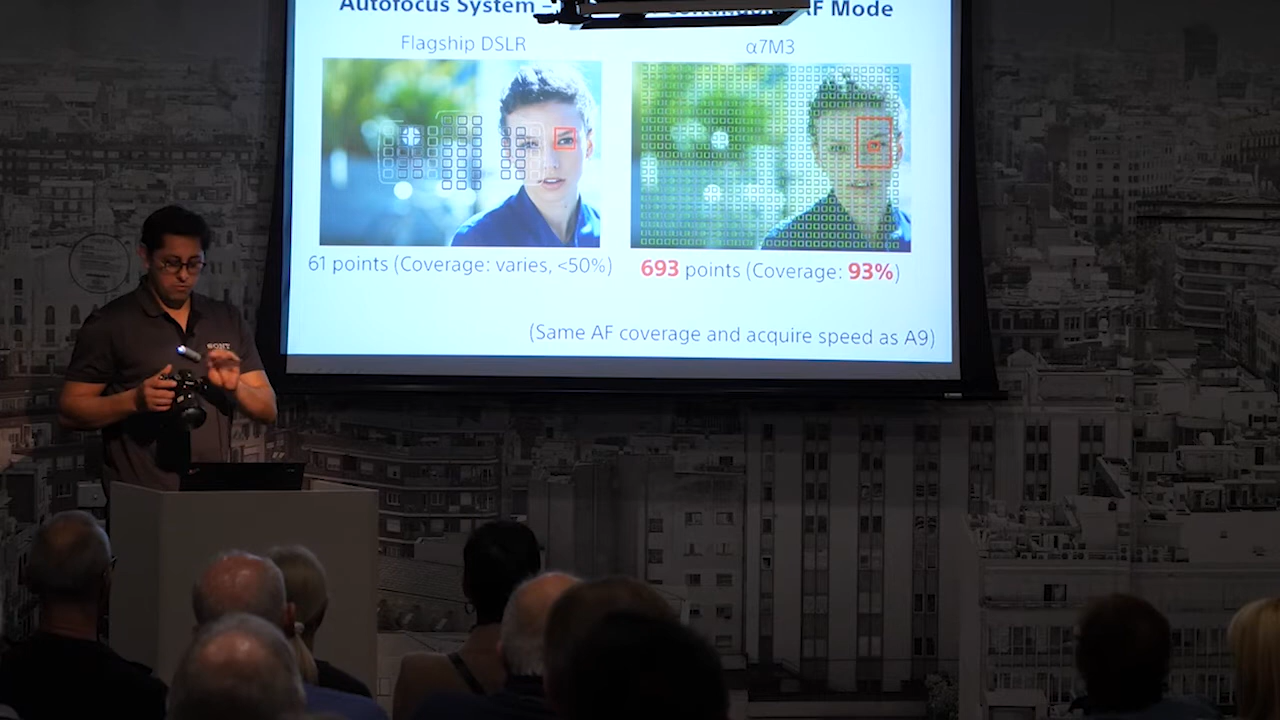 Autofocus System –
AF Mode
Flagship DSLR
α7M3
61 points (Coverage: varies, <50%)
693 points (Coverage: 93%)
(Same AF coverage and acquire speed as A9)
SONY